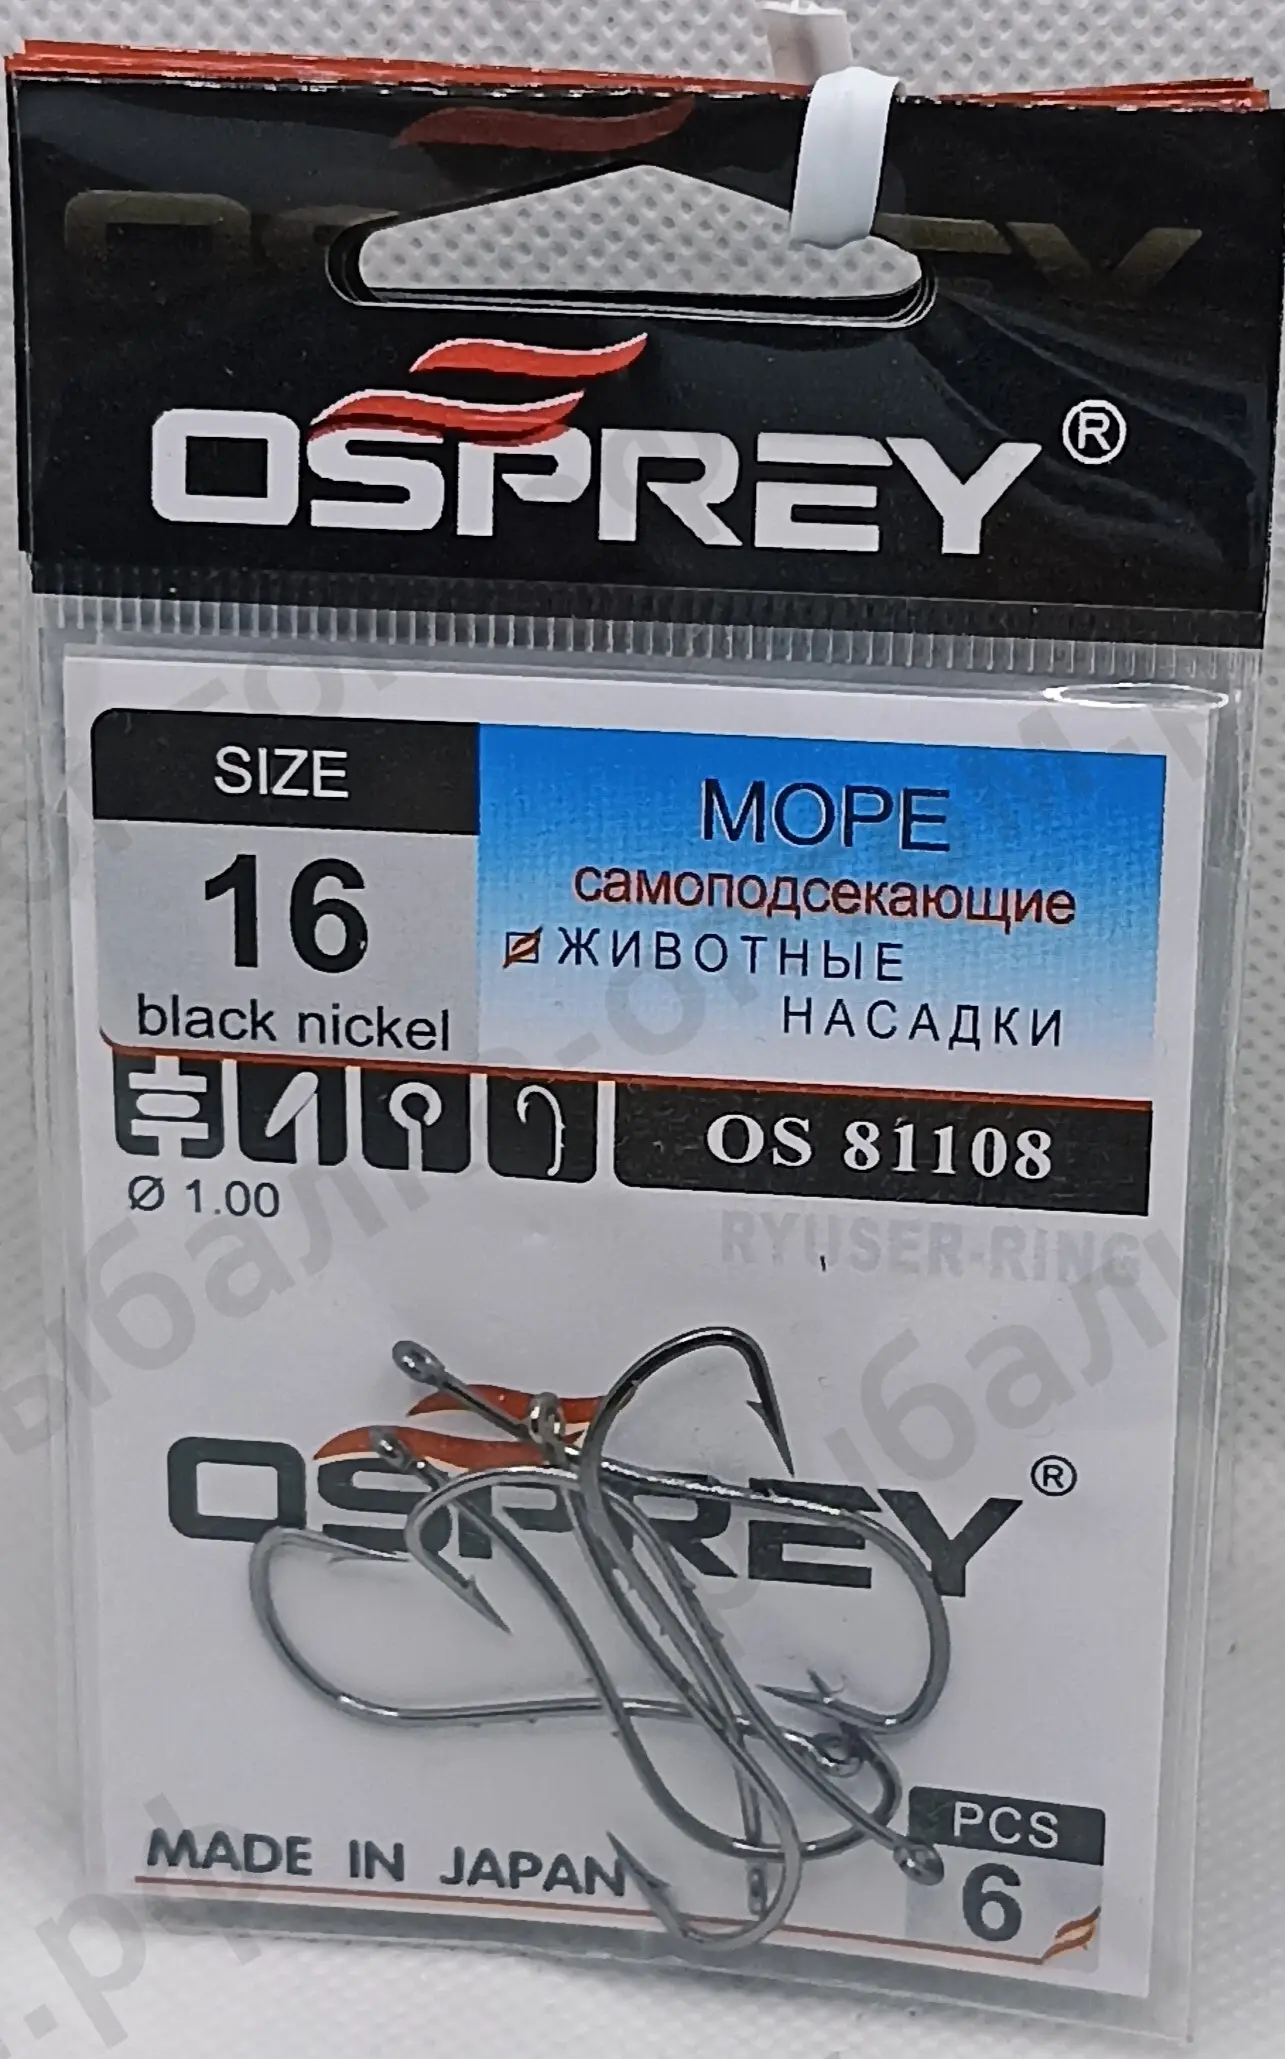 OSPREY ®
SIZE
16
black nickel
МОРЕ
самоподсекающие
ЖИВОТНЫЕ
НАСАДКИ
OS 81108
Ø 1.00
RYUSER-RING
OSPREY ®
MADE IN JAPAN
PCS
6